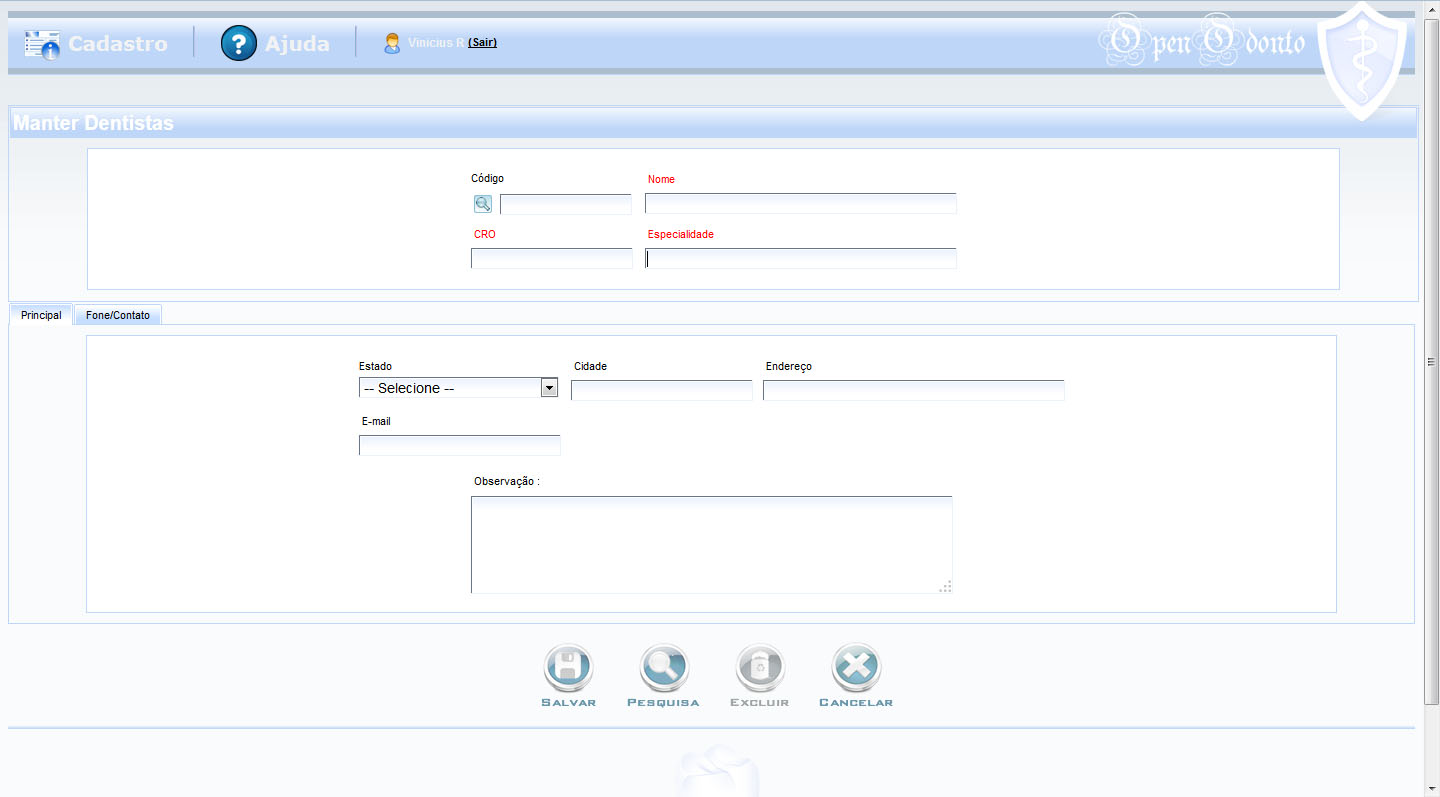 Cadastro Ajuda Vinicius R (Sair) Open Odonto
Manter Dentistas
Código Nome
CRO Especialidade
Principal Fone/Contato
Estado Cidade Endereço
-- Selecione --
E-mail
Observação :
SALVAR PESQUISA EXCLUIR CANCELAR